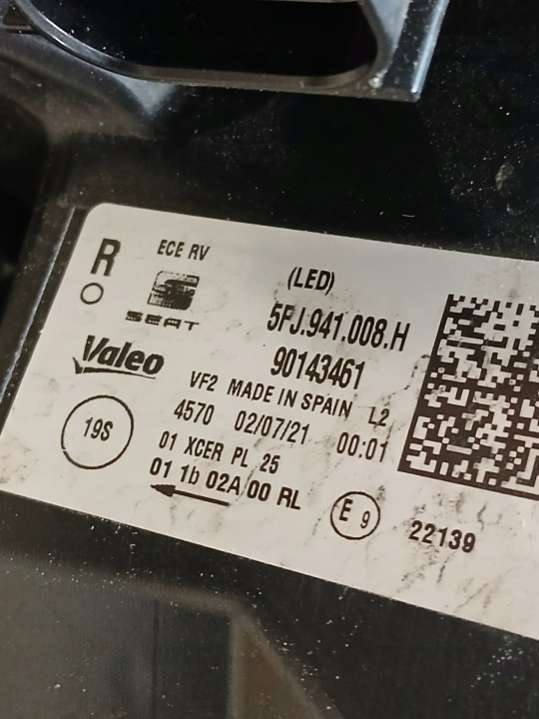 R
ECE RV
SEAT
(LED)
5FJ.941.008.H
Valeo
90143461
VF2 MADE IN SPAIN L2
4570 02/07/21 00:01
19S
01 XCER PL 25
01 1b 02A 00 RL
E 9
22139